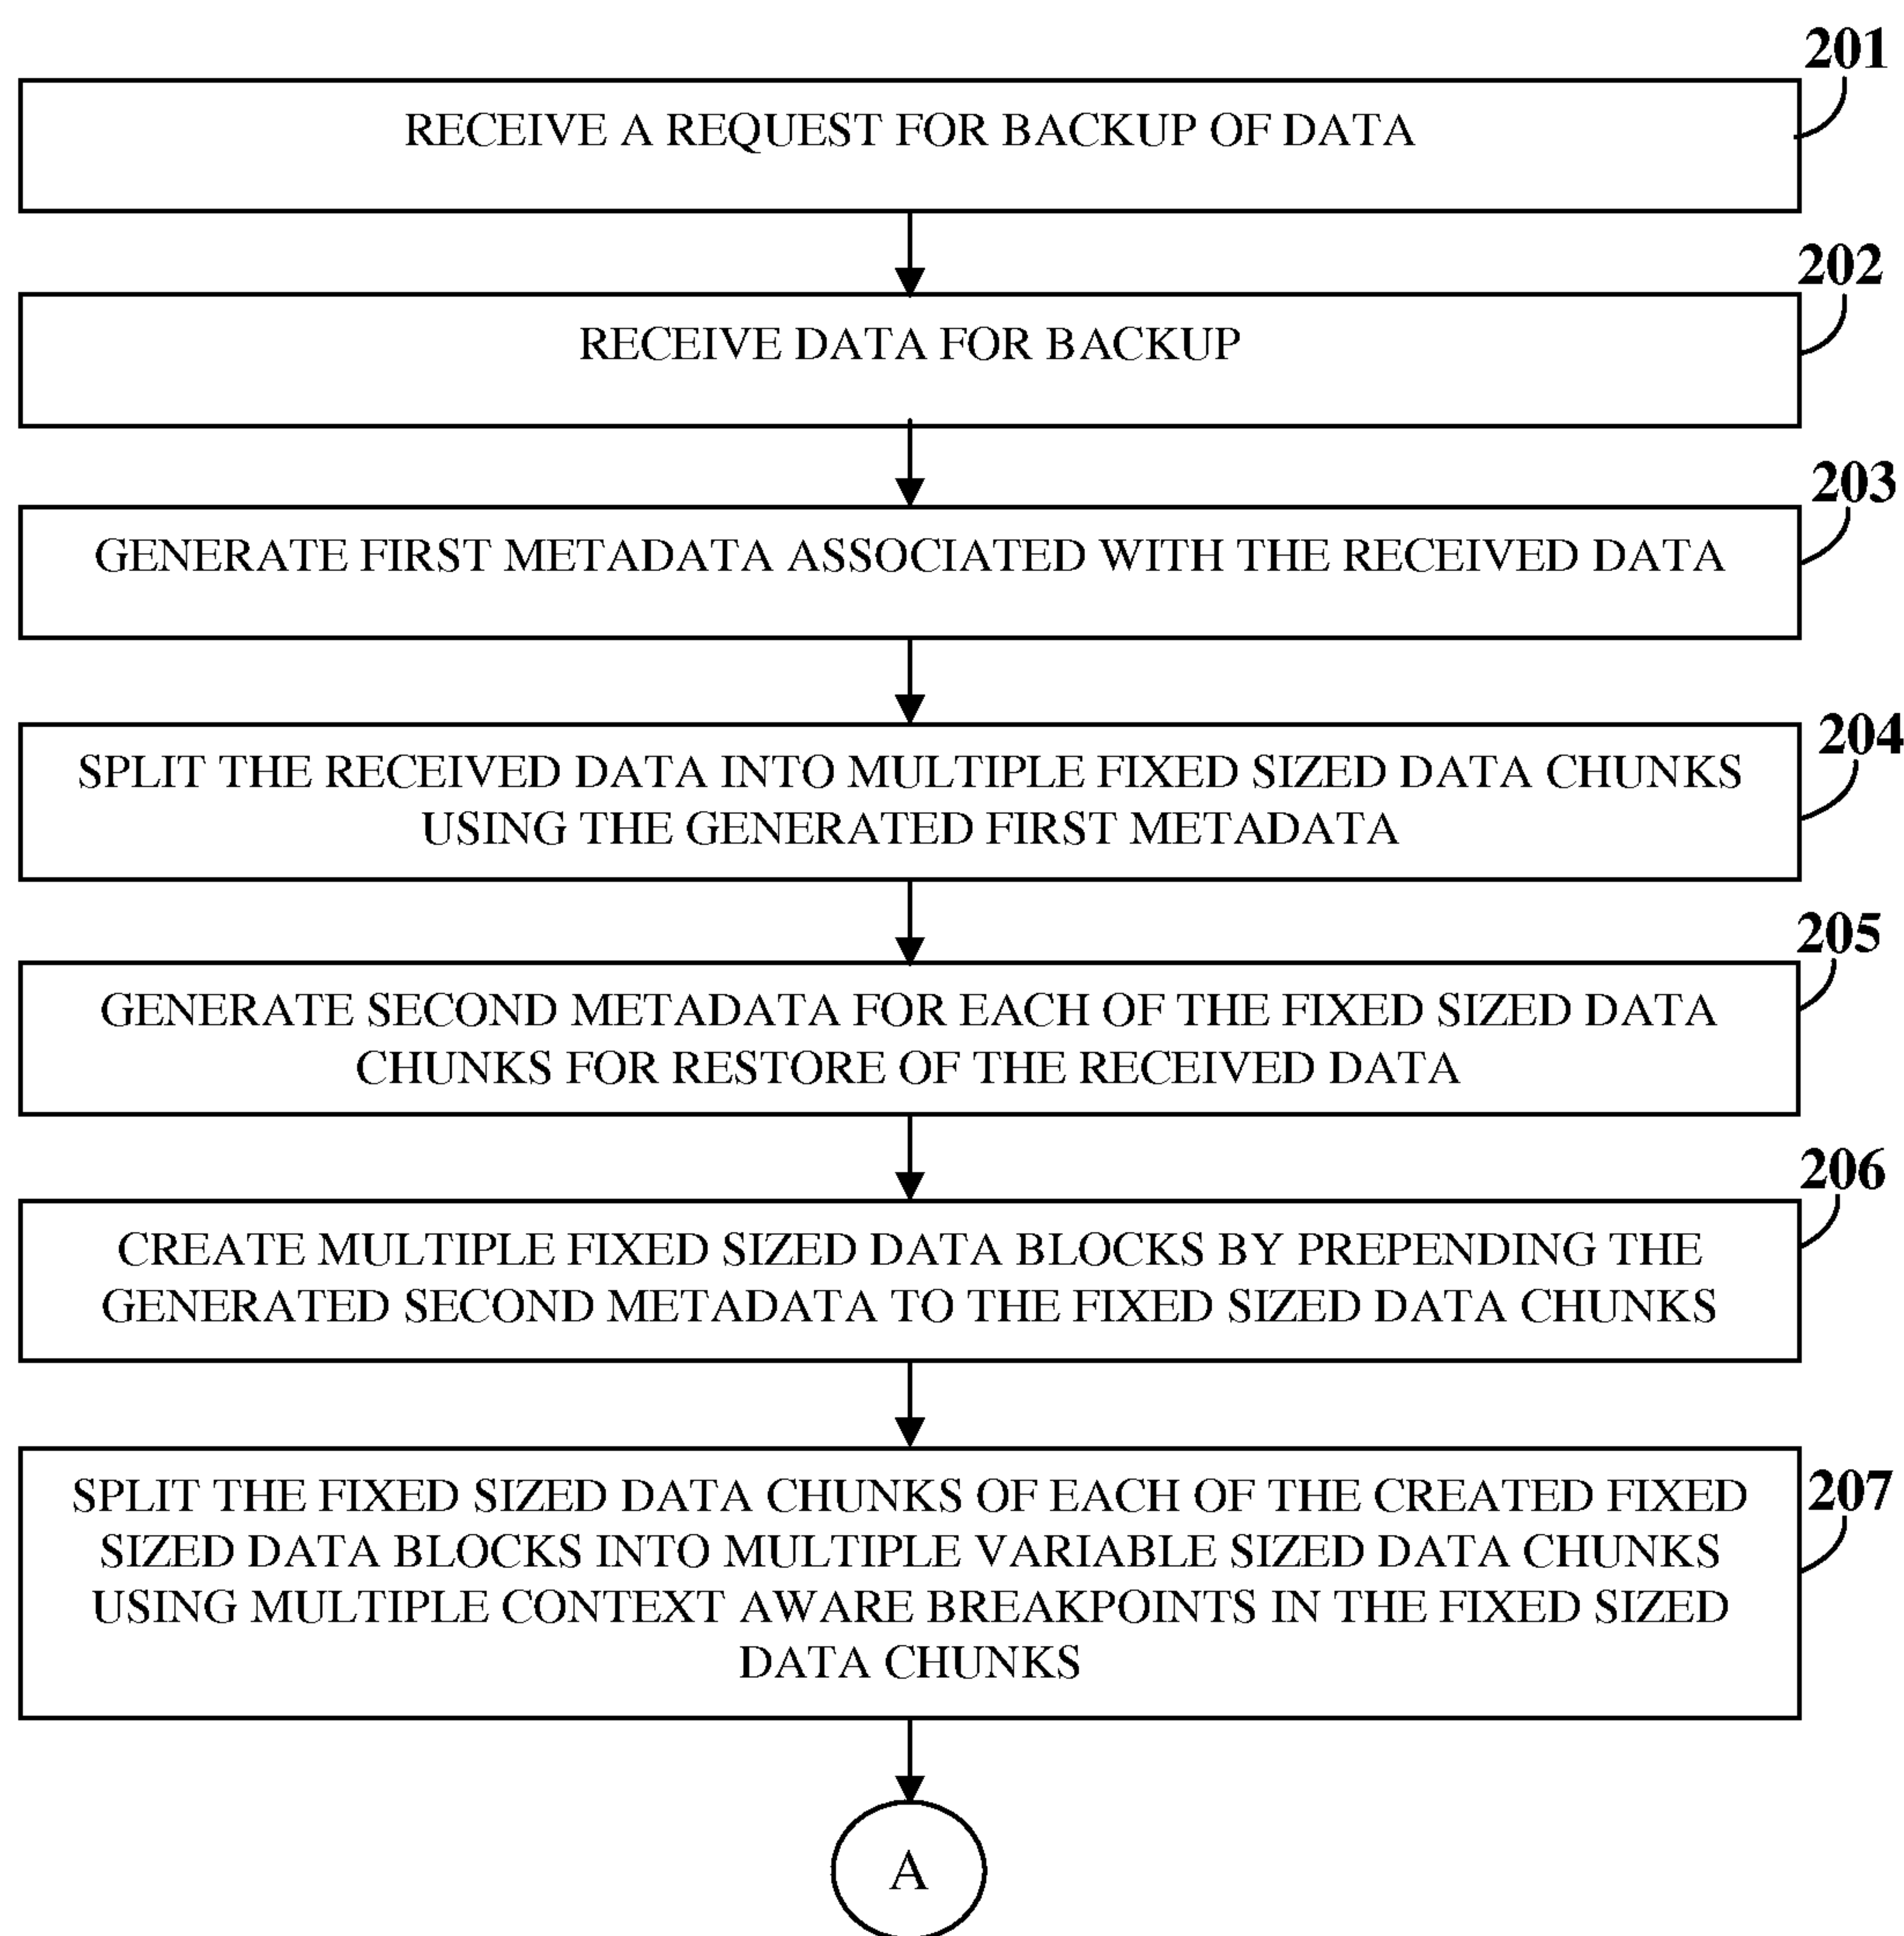 201
RECEIVE A REQUEST FOR BACKUP OF DATA
202
RECEIVE DATA FOR BACKUP
203
GENERATE FIRST METADATA ASSOCIATED WITH THE RECEIVED DATA
204
SPLIT THE RECEIVED DATA INTO MULTIPLE FIXED SIZED DATA CHUNKS
USING THE GENERATED FIRST METADATA
205
GENERATE SECOND METADATA FOR EACH OF THE FIXED SIZED DATA
CHUNKS FOR RESTORE OF THE RECEIVED DATA
206
CREATE MULTIPLE FIXED SIZED DATA BLOCKS BY PREPENDING THE
GENERATED SECOND METADATA TO THE FIXED SIZED DATA CHUNKS
207
SPLIT THE FIXED SIZED DATA CHUNKS OF EACH OF THE CREATED FIXED
SIZED DATA BLOCKS INTO MULTIPLE VARIABLE SIZED DATA CHUNKS
USING MULTIPLE CONTEXT AWARE BREAKPOINTS IN THE FIXED SIZED
DATA CHUNKS
A